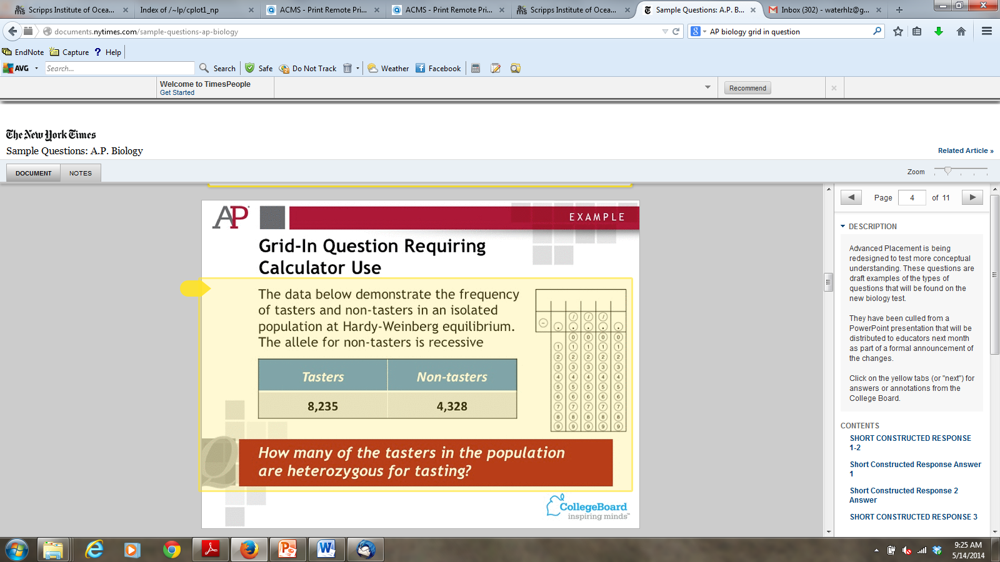 Scripps Institute of Ocea...
Index of /~lp/cplot1_np
ACMS - Print Remote Pri...
ACMS - Print Remote Pri...
Scripps Institute of Ocea...
Sample Questions: A.P. B...
Inbox (302) - waterhlz@g...
documents.nytimes.com/sample-questions-ap-biology
AP biology grid in question
EndNote Capture ? Help
AVG Search... Search Safe Do Not Track Weather Facebook
Welcome to TimesPeople
Get Started
Recommend
The New York Times
Sample Questions: A.P. Biology
Related Article »
DOCUMENT NOTES
Zoom
AP
EXAMPLE
Grid-In Question Requiring
Calculator Use
The data below demonstrate the frequency
of tasters and non-tasters in an isolated
population at Hardy-Weinberg equilibrium.
The allele for non-tasters is recessive
Tasters Non-tasters
8,235 4,328
/ / /
- . . . . .
0 0 0 0
1 1 1 1 1
2 2 2 2 2
3 3 3 3 3
4 4 4 4 4
5 5 5 5 5
6 6 6 6 6
7 7 7 7 7
8 8 8 8 8
9 9 9 9 9
Q
How many of the tasters in the population
are heterozygous for tasting?
CollegeBoard
inspiring minds™
Page 4 of 11
DESCRIPTION
Advanced Placement is being
redesigned to test more conceptual
understanding. These questions are
draft examples of the types of
questions that will be found on the
new biology test.
They have been culled from a
PowerPoint presentation that will be
distributed to educators next month
as part of a formal announcement of
the changes.
Click on the yellow tabs (or "next") for
answers or annotations from the
College Board.
CONTENTS
SHORT CONSTRUCTED RESPONSE
1-2
Short Constructed Response Answer
1
Short Constructed Response 2
Answer
SHORT CONSTRUCTED RESPONSE 3
9:25 AM
5/14/2014